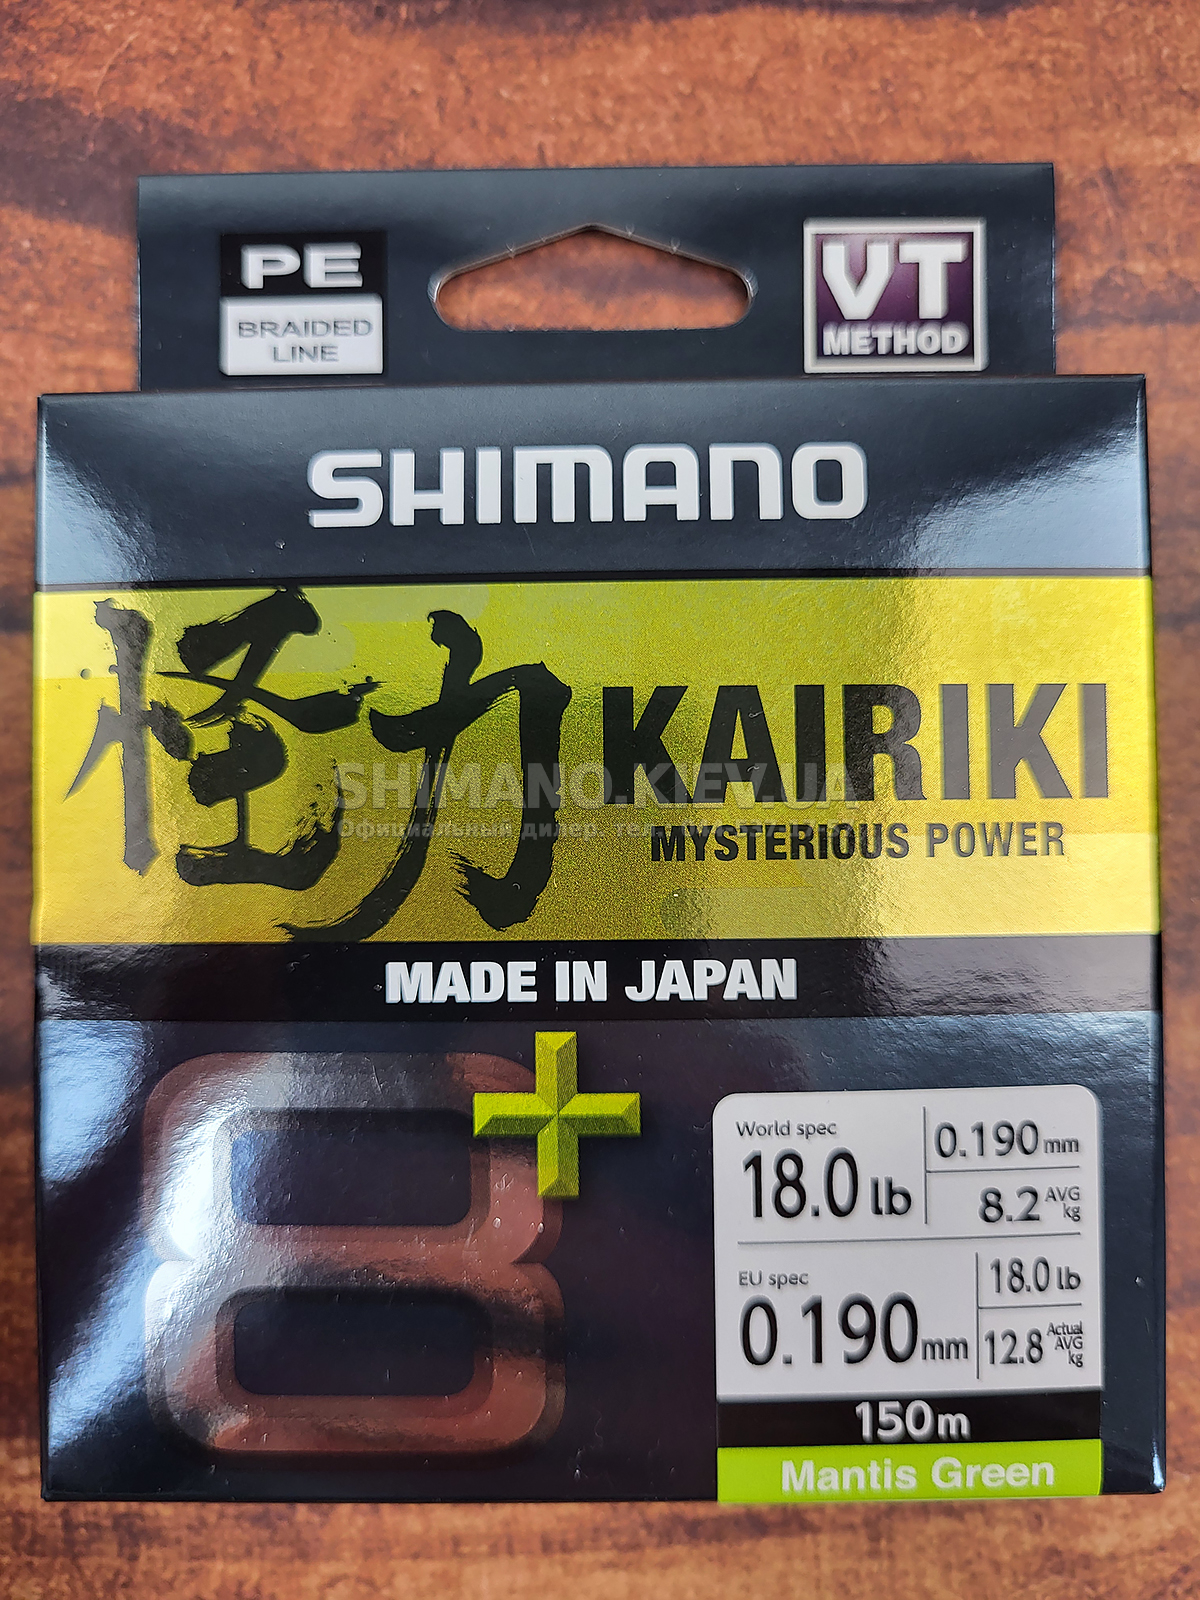 PE
BRAIDED
LINE
VT
METHOD
SHIMANO
怪力 KAIRIKI
MYSTERIOUS POWER
SHIMANO.KIEV.UA
Официальный дилер.
MADE IN JAPAN
8+
World spec
18.0 lb
0.190 mm
8.2 AVG kg
EU spec
0.190 mm
18.0 lb
12.8 Actual AVG kg
150m
Mantis Green